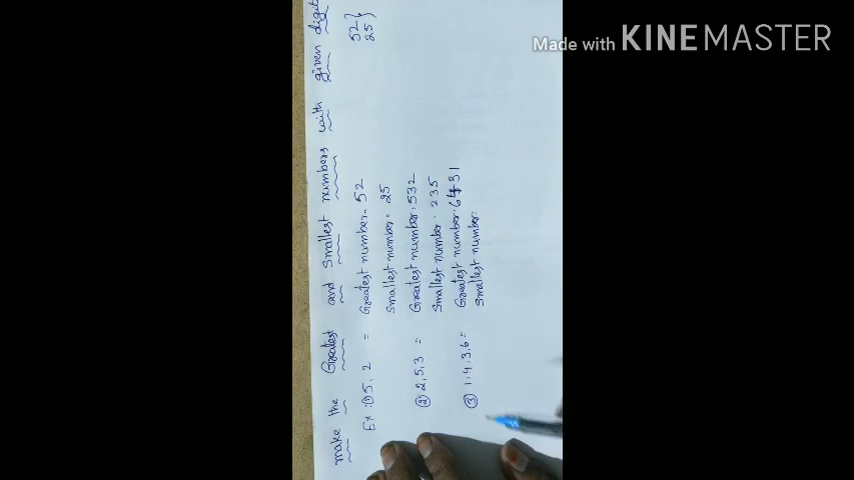 make the Greatest and smallest numbers with given digit
Ex: ① 5, 2 = Greatest number = 52 52}
Smallest number = 25 25}
② 2, 5, 3 = Greatest number. 532
Smallest number. 235
③ 1, 4, 3, 6 = Greatest number. 6431
Smallest number.
Made with KINEMASTER